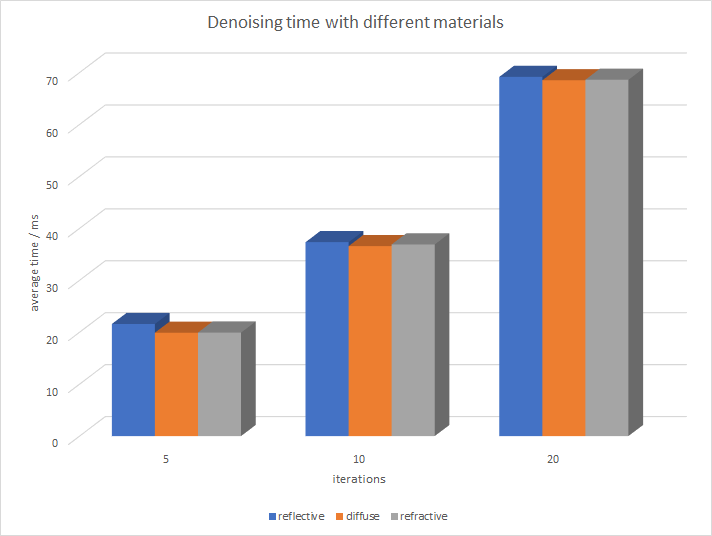 Denoising time with different materials
70
60
50
40
30
20
10
0
average time / ms
5 10 20
iterations
reflective diffuse refractive